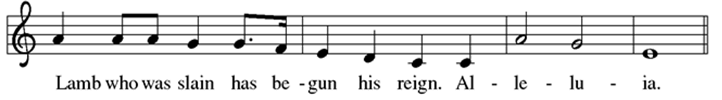 Lamb who was slain has be - gun his reign. Al - le - lu - ia.